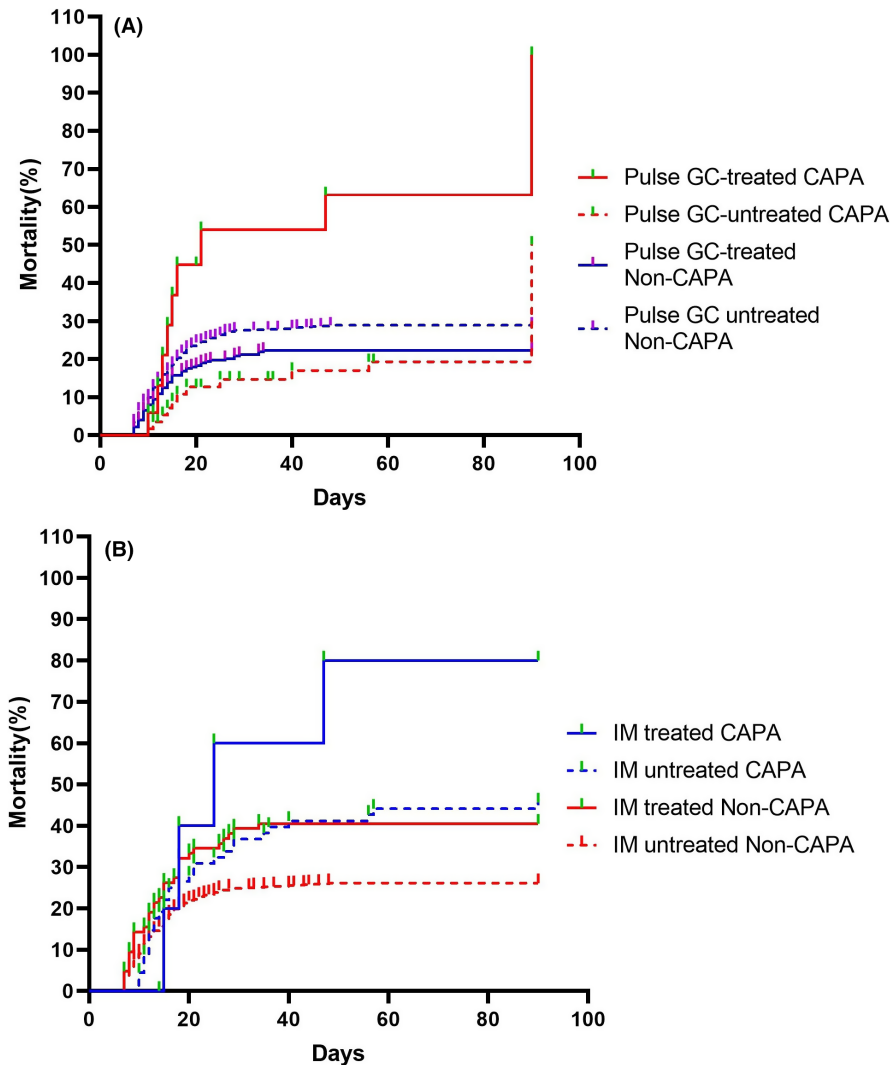 (A)
110
100
90
80
70
60
50
40
30
20
10
0
Mortality(%)
0 20 40 60 80 100
Days
Pulse GC-treated CAPA
Pulse GC-untreated CAPA
Pulse GC-treated
Non-CAPA
Pulse GC untreated
Non-CAPA
(B)
110
100
90
80
70
60
50
40
30
20
10
0
Mortality(%)
0 20 40 60 80 100
Days
IM treated CAPA
IM untreated CAPA
IM treated Non-CAPA
IM untreated Non-CAPA